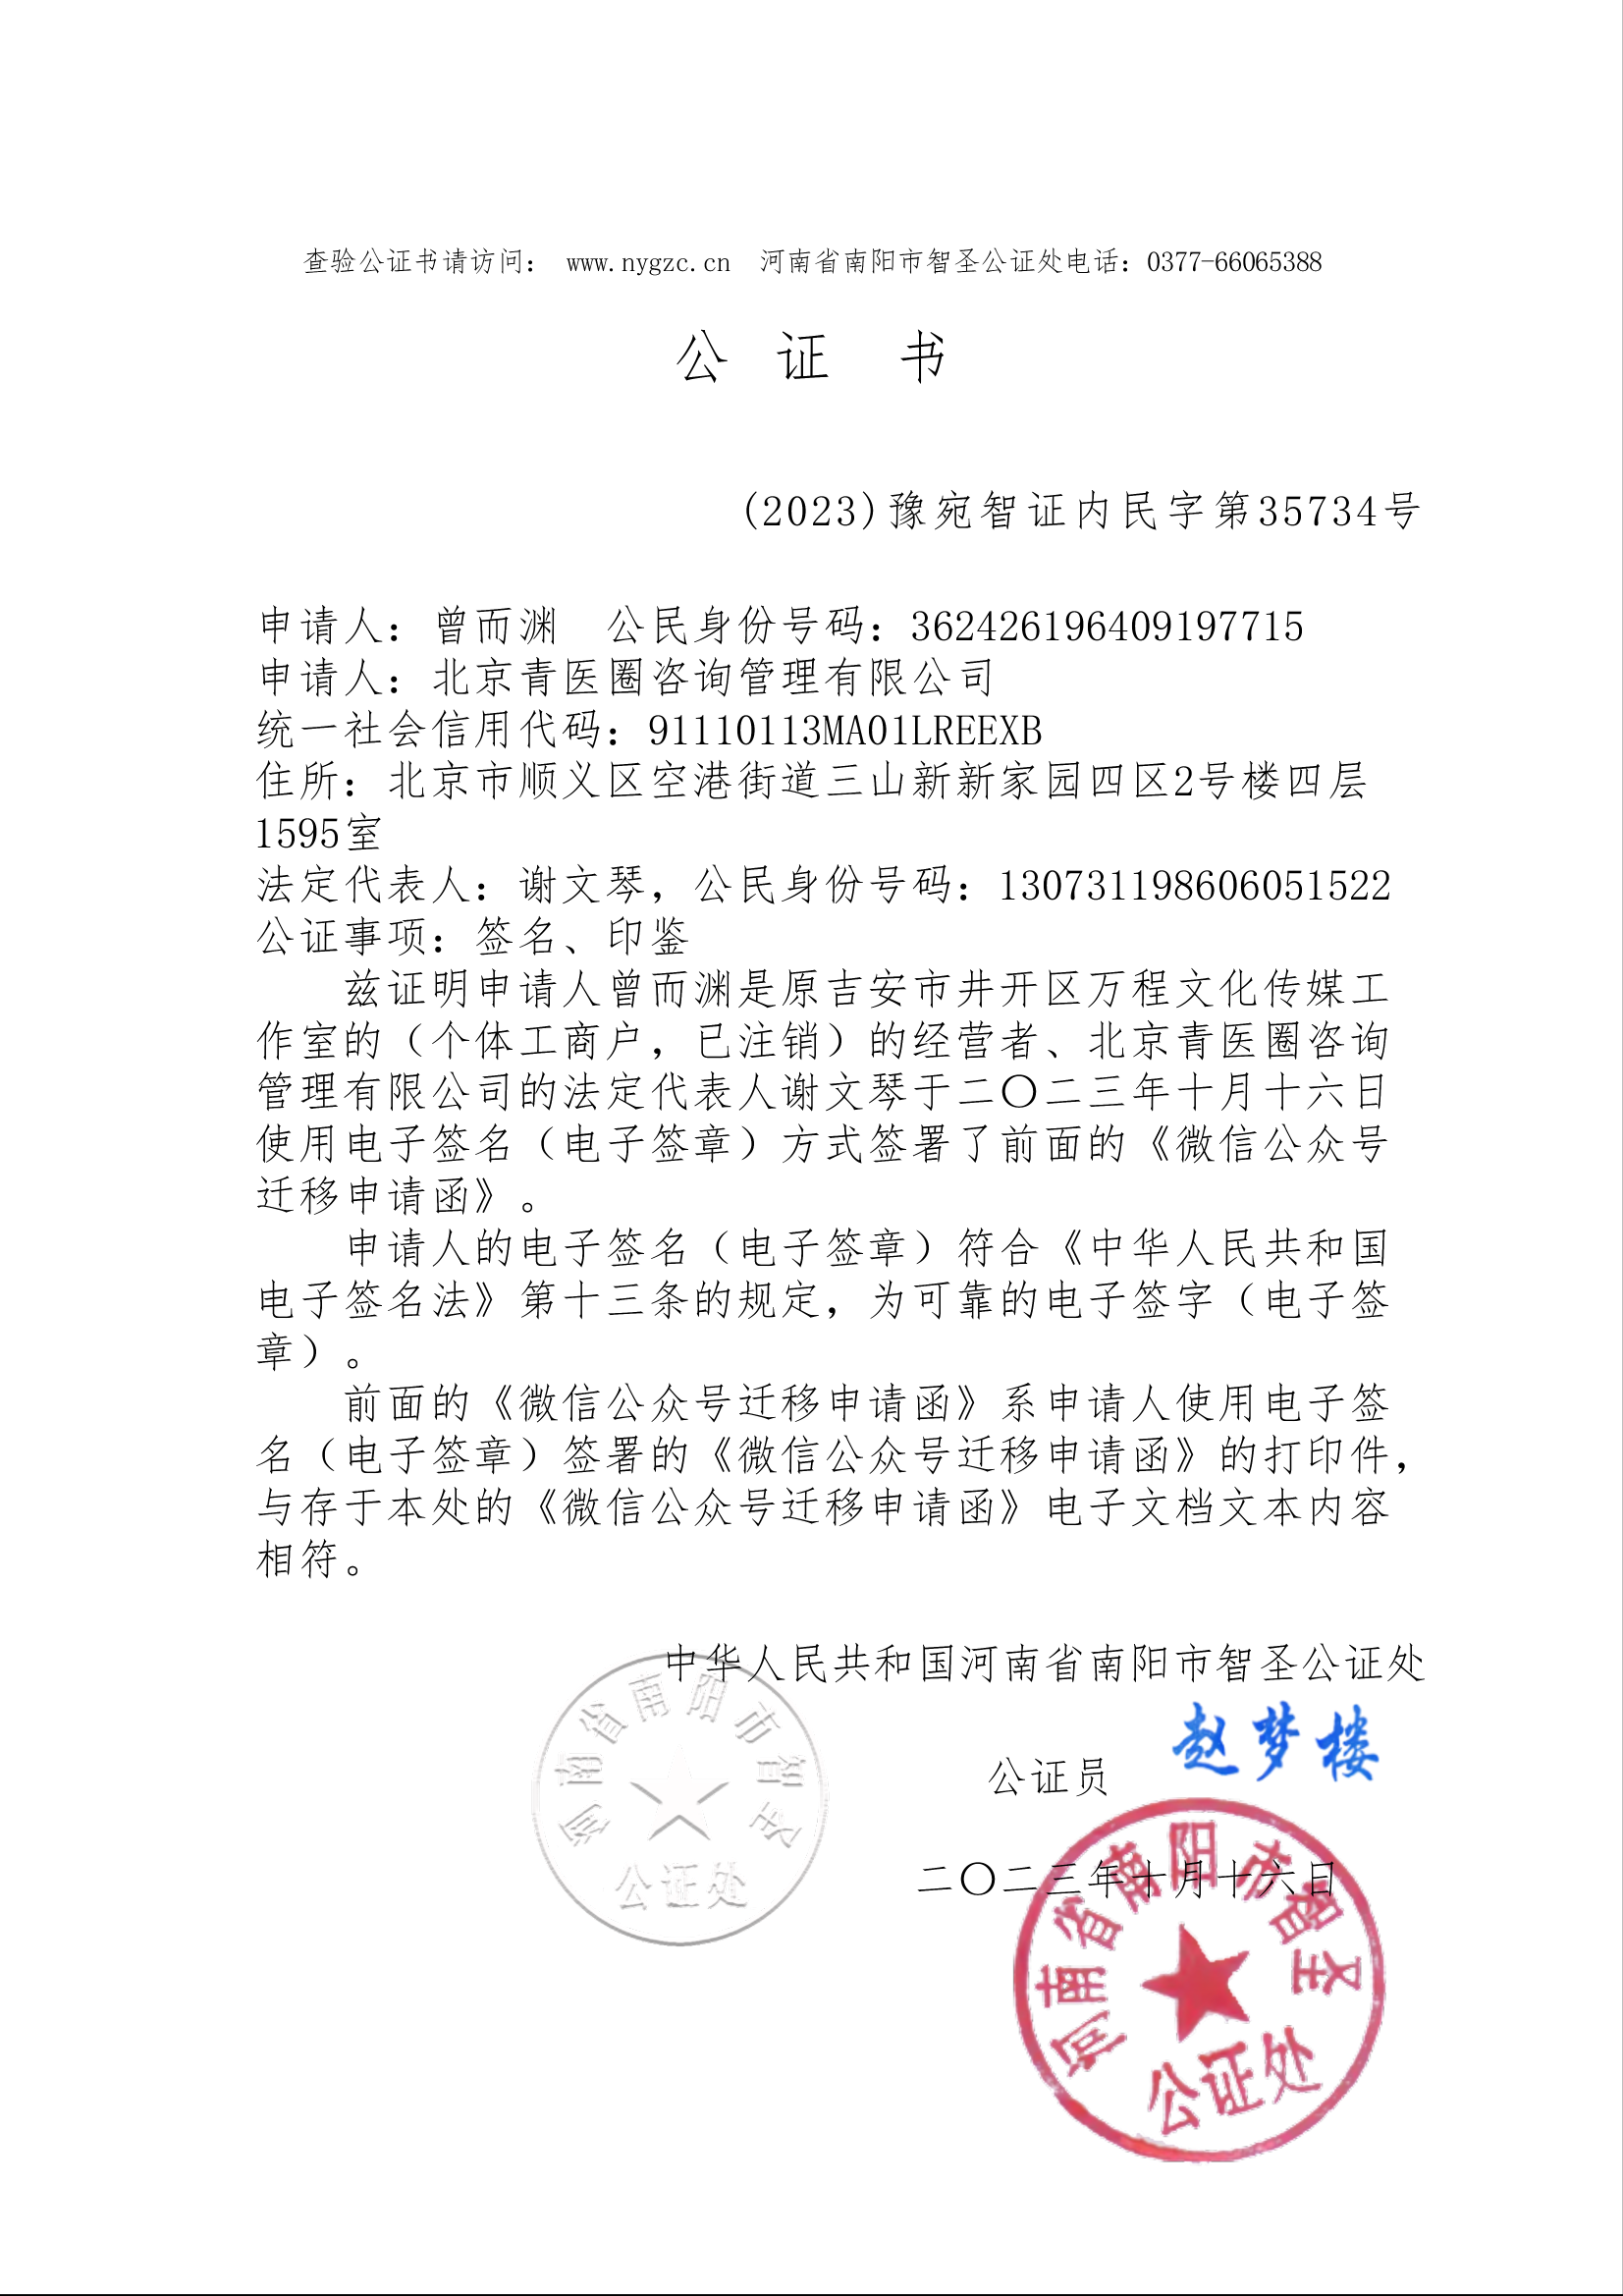 查验公证书请访问： www.nygzc.cn 河南省南阳市智圣公证处电话：0377-66065388
公 证 书
(2023)豫宛智证内民字第35734号
申请人：曾而渊 公民身份号码：362426196409197715
申请人：北京青医圈咨询管理有限公司
统一社会信用代码：91110113MA01LREEXB
住所：北京市顺义区空港街道三山新新家园四区2号楼四层
1595室
法定代表人：谢文琴，公民身份号码：130731198606051522
公证事项：签名、印鉴
兹证明申请人曾而渊是原吉安市井开区万程文化传媒工
作室的（个体工商户，已注销）的经营者、北京青医圈咨询
管理有限公司的法定代表人谢文琴于二〇二三年十月十六日
使用电子签名（电子签章）方式签署了前面的《微信公众号
迁移申请函》。
申请人的电子签名（电子签章）符合《中华人民共和国
电子签名法》第十三条的规定，为可靠的电子签字（电子签
章）。
前面的《微信公众号迁移申请函》系申请人使用电子签
名（电子签章）签署的《微信公众号迁移申请函》的打印件，
与存于本处的《微信公众号迁移申请函》电子文档文本内容
相符。
中华人民共和国河南省南阳市智圣公证处
河南省南阳市智圣
公证处
公证员 赵梦楼
二〇二三年十月十六日
河南省南阳市智圣
公证处